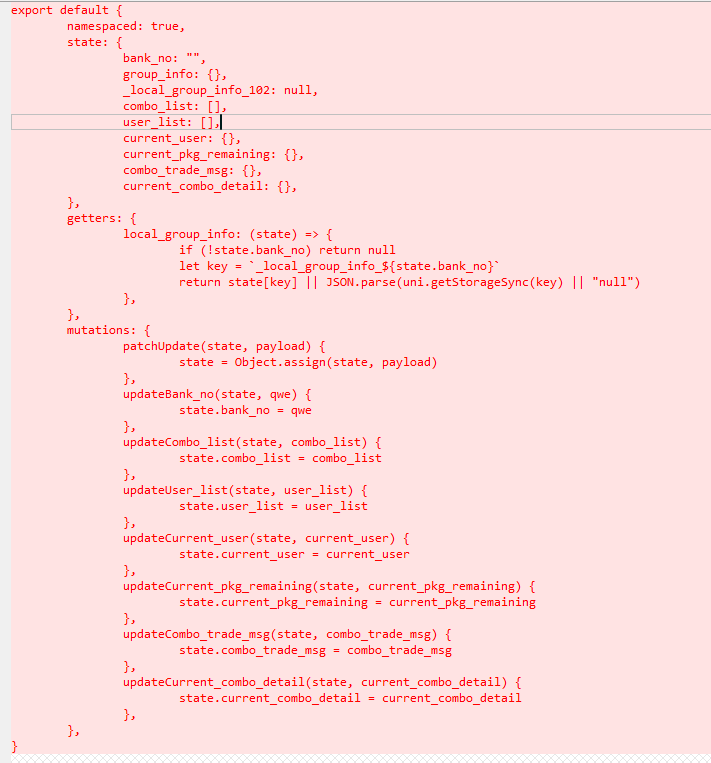 export default {
	namespaced: true,
	state: {
		bank_no: "",
		group_info: {},
		_local_group_info_102: null,
		combo_list: [],
		user_list: [],
		current_user: {},
		current_pkg_remaining: {},
		combo_trade_msg: {},
		current_combo_detail: {},
	},
	getters: {
		local_group_info: (state) => {
			if (!state.bank_no) return null
			let key = `_local_group_info_${state.bank_no}`
			return state[key] || JSON.parse(uni.getStorageSync(key) || "null")
		},
	},
	mutations: {
		patchUpdate(state, payload) {
			state = Object.assign(state, payload)
		},
		updateBank_no(state, qwe) {
			state.bank_no = qwe
		},
		updateCombo_list(state, combo_list) {
			state.combo_list = combo_list
		},
		updateUser_list(state, user_list) {
			state.user_list = user_list
		},
		updateCurrent_user(state, current_user) {
			state.current_user = current_user
		},
		updateCurrent_pkg_remaining(state, current_pkg_remaining) {
			state.current_pkg_remaining = current_pkg_remaining
		},
		updateCombo_trade_msg(state, combo_trade_msg) {
			state.combo_trade_msg = combo_trade_msg
		},
		updateCurrent_combo_detail(state, current_combo_detail) {
			state.current_combo_detail = current_combo_detail
		},
	},
}